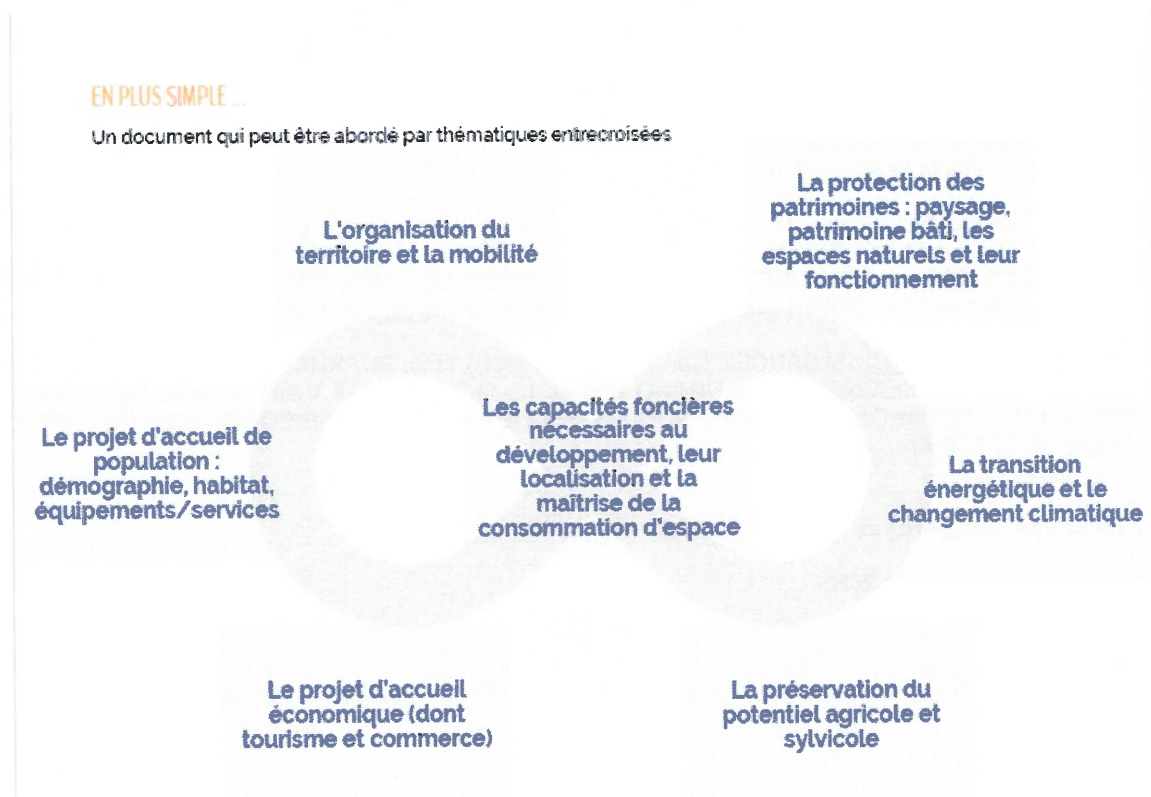 EN PLUS SIMPLE ...
Un document qui peut être abordé par thématiques entrecroisées
L'organisation du
territoire et la mobilité
La protection des
patrimoines : paysage,
patrimoine bâti, les
espaces naturels et leur
fonctionnement
Le projet d'accueil de
population :
démographie, habitat,
équipements/services
Les capacités foncières
nécessaires au
développement, leur
localisation et la
maîtrise de la
consommation d'espace
La transition
énergétique et le
changement climatique
Le projet d'accueil
économique (dont
tourisme et commerce)
La préservation du
potentiel agricole et
sylvicole